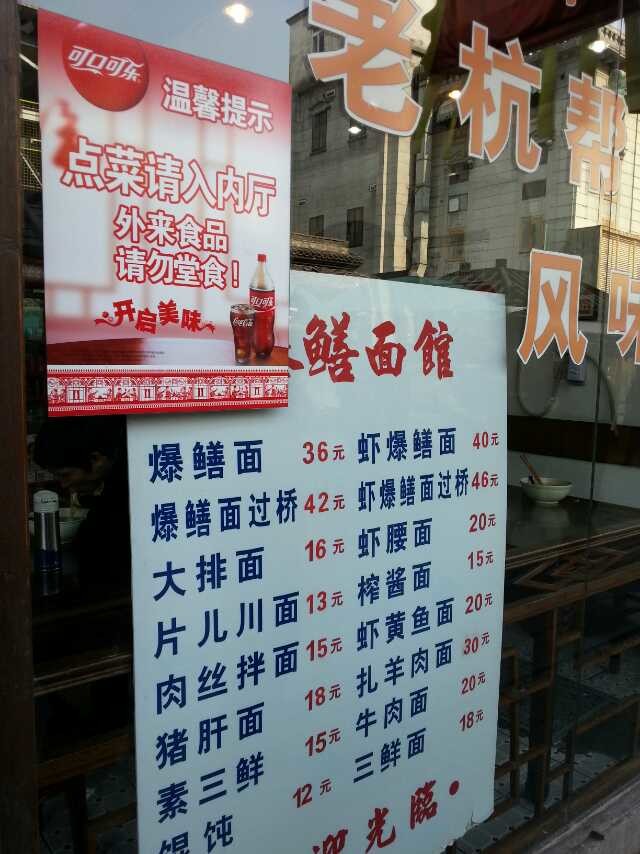 可口可乐
温馨提示
点菜请入内厅
外来食品
请勿堂食!
开启美味
可口可乐
老杭帮
风味
鳝面馆
爆鳝面 36元
爆鳝面过桥 42元
大排面 16元
片儿川面 13元
肉丝拌面 15元
猪肝面 18元
素三鲜 15元
馄饨 12元
虾爆鳝面 40元
虾爆鳝面过桥 46元
虾腰面 20元
榨酱面 15元
虾黄鱼面 20元
扎羊肉面 30元
牛肉面 20元
三鲜面 18元
迎光臨